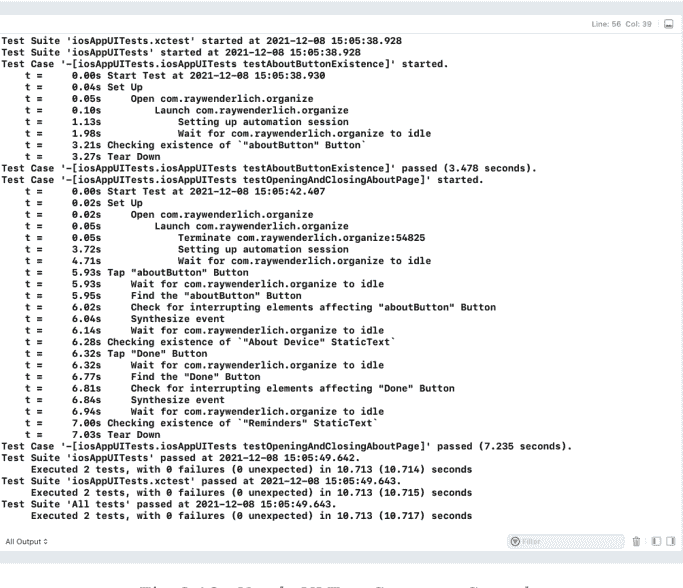 Line: 56 Col: 39
Test Suite 'iosAppUITests.xctest' started at 2021-12-08 15:05:38.928
Test Suite 'iosAppUITests' started at 2021-12-08 15:05:38.928
Test Case '-[iosAppUITests.iosAppUITests testAboutButtonExistence]' started.
t = 0.00s Start Test at 2021-12-08 15:05:38.930
t = 0.04s Set Up
t = 0.05s Open com.raywenderlich.organize
t = 0.10s Launch com.raywenderlich.organize
t = 1.13s Setting up automation session
t = 1.98s Wait for com.raywenderlich.organize to idle
t = 3.21s Checking existence of `"aboutButton" Button`
t = 3.27s Tear Down
Test Case '-[iosAppUITests.iosAppUITests testAboutButtonExistence]' passed (3.478 seconds).
Test Case '-[iosAppUITests.iosAppUITests testOpeningAndClosingAboutPage]' started.
t = 0.00s Start Test at 2021-12-08 15:05:42.407
t = 0.02s Set Up
t = 0.02s Open com.raywenderlich.organize
t = 0.05s Launch com.raywenderlich.organize
t = 0.05s Terminate com.raywenderlich.organize:54825
t = 3.72s Setting up automation session
t = 4.71s Wait for com.raywenderlich.organize to idle
t = 5.93s Tap "aboutButton" Button
t = 5.93s Wait for com.raywenderlich.organize to idle
t = 5.95s Find the "aboutButton" Button
t = 6.02s Check for interrupting elements affecting "aboutButton" Button
t = 6.04s Synthesize event
t = 6.14s Wait for com.raywenderlich.organize to idle
t = 6.28s Checking existence of `"About Device" StaticText`
t = 6.32s Tap "Done" Button
t = 6.32s Wait for com.raywenderlich.organize to idle
t = 6.77s Find the "Done" Button
t = 6.81s Check for interrupting elements affecting "Done" Button
t = 6.84s Synthesize event
t = 6.94s Wait for com.raywenderlich.organize to idle
t = 7.00s Checking existence of `"Reminders" StaticText`
t = 7.03s Tear Down
Test Case '-[iosAppUITests.iosAppUITests testOpeningAndClosingAboutPage]' passed (7.235 seconds).
Test Suite 'iosAppUITests' passed at 2021-12-08 15:05:49.642.
Executed 2 tests, with 0 failures (0 unexpected) in 10.713 (10.714) seconds
Test Suite 'iosAppUITests.xctest' passed at 2021-12-08 15:05:49.643.
Executed 2 tests, with 0 failures (0 unexpected) in 10.713 (10.715) seconds
Test Suite 'All tests' passed at 2021-12-08 15:05:49.643.
Executed 2 tests, with 0 failures (0 unexpected) in 10.713 (10.717) seconds
All Output
Filter